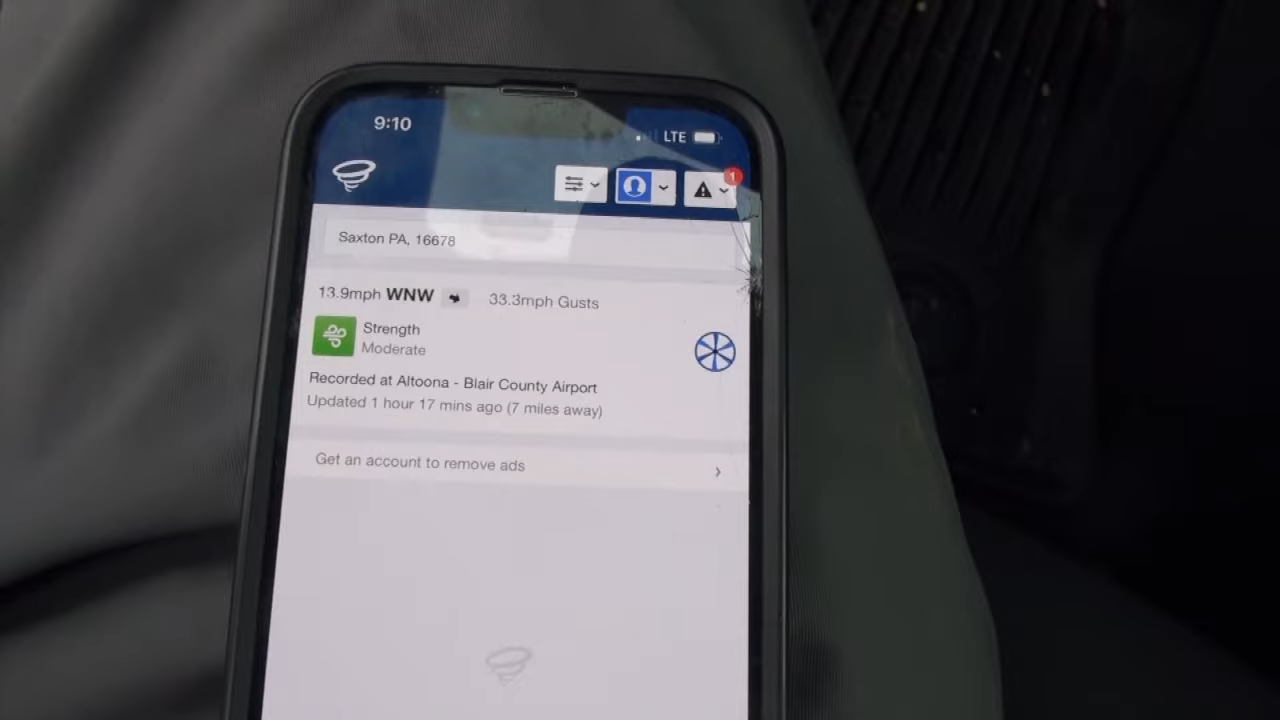 9:10
LTE
1
Saxton PA, 16678
13.9mph WNW 33.3mph Gusts
Strength
Moderate
Recorded at Altoona - Blair County Airport
Updated 1 hour 17 mins ago (7 miles away)
Get an account to remove ads